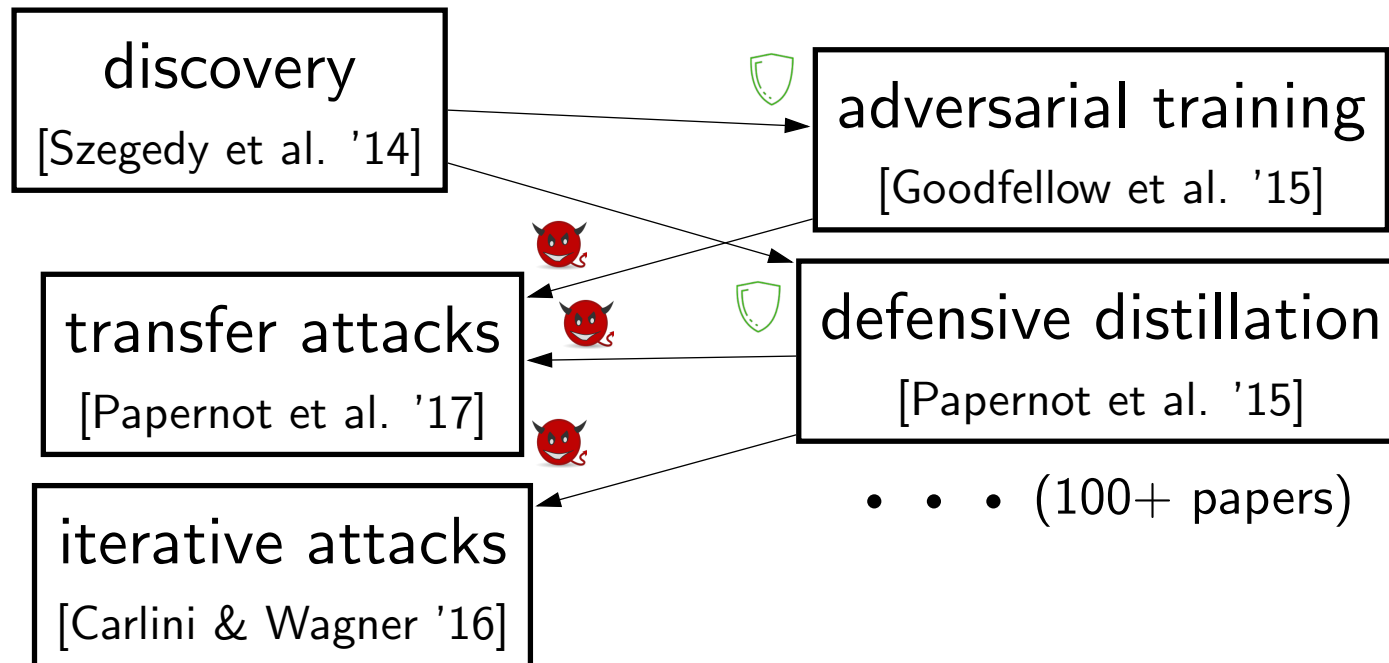 discovery
[Szegedy et al. '14]
adversarial training
[Goodfellow et al. '15]
transfer attacks
[Papernot et al. '17]
defensive distillation
[Papernot et al. '15]
iterative attacks
[Carlini & Wagner '16]
• • • (100+ papers)